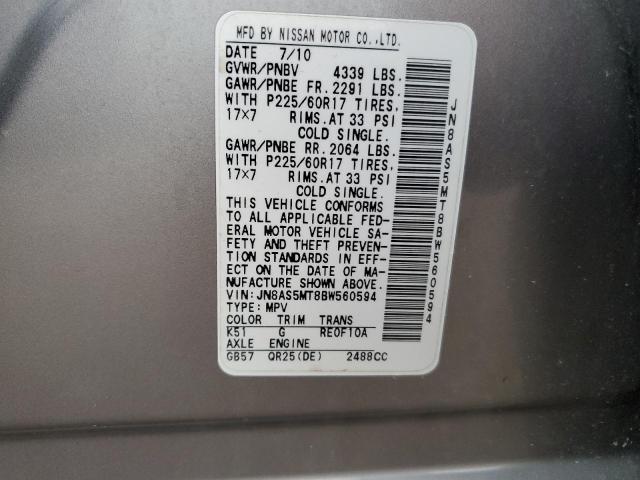 MFD BY NISSAN MOTOR CO.,LTD.
DATE 7/10
GVWR/PNBV 4339 LBS.
GAWR/PNBE FR. 2291 LBS.
WITH P225/60R17 TIRES,
17×7 RIMS. AT 33 PSI
COLD SINGLE.
GAWR/PNBE RR. 2064 LBS.
WITH P225/60R17 TIRES,
17×7 RIMS. AT 33 PSI
COLD SINGLE.
THIS VEHICLE CONFORMS
TO ALL APPLICABLE FED-
ERAL MOTOR VEHICLE SA-
FETY AND THEFT PREVEN-
TION STANDARDS IN EFF-
ECT ON THE DATE OF MA-
NUFACTURE SHOWN ABOVE.
VIN: JN8AS5MT8BW560594
TYPE: MPV
COLOR TRIM TRANS
K51 G RE0F10A
AXLE ENGINE
GB57 QR25(DE) 2488CC
JN8AS5MT8BW560594